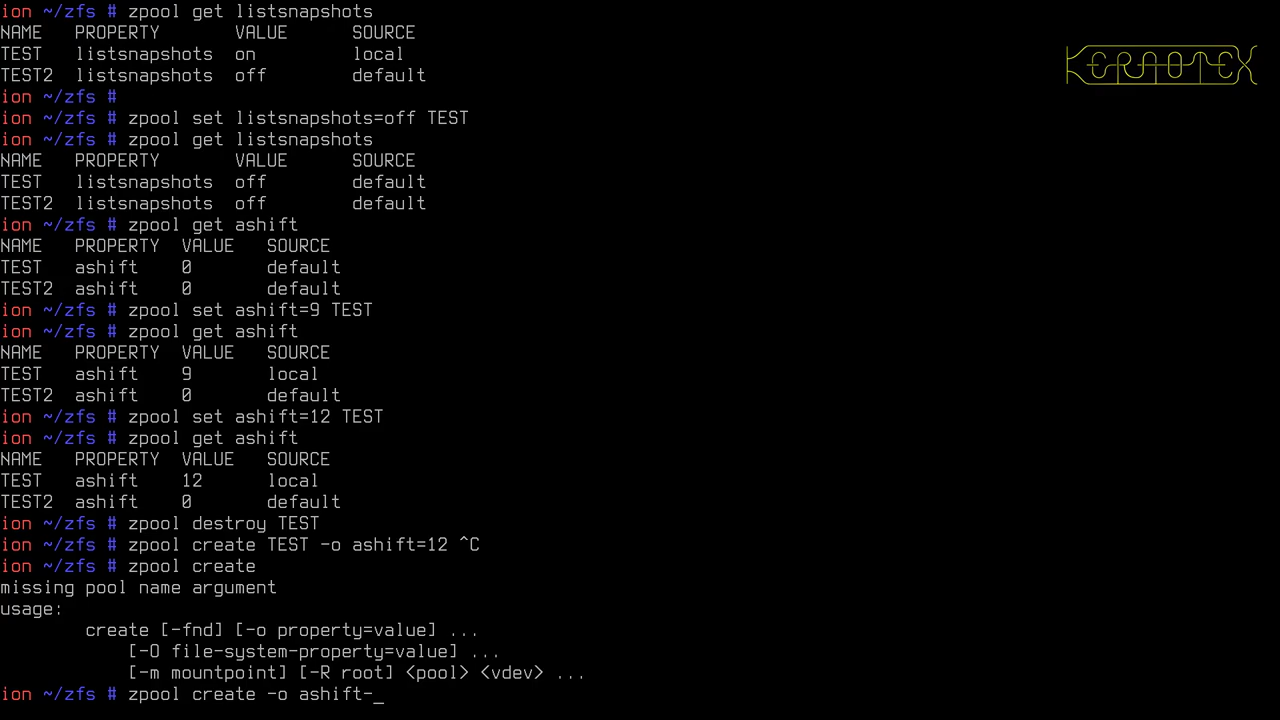 ion ~/zfs # zpool get listsnapshots
NAME   PROPERTY       VALUE      SOURCE
TEST   listsnapshots  on         local
TEST2  listsnapshots  off        default
ion ~/zfs #
ion ~/zfs # zpool set listsnapshots=off TEST
ion ~/zfs # zpool get listsnapshots
NAME   PROPERTY       VALUE      SOURCE
TEST   listsnapshots  off        default
TEST2  listsnapshots  off        default
ion ~/zfs # zpool get ashift
NAME   PROPERTY  VALUE   SOURCE
TEST   ashift    0       default
TEST2  ashift    0       default
ion ~/zfs # zpool set ashift=9 TEST
ion ~/zfs # zpool get ashift
NAME   PROPERTY  VALUE   SOURCE
TEST   ashift    9       local
TEST2  ashift    0       default
ion ~/zfs # zpool set ashift=12 TEST
ion ~/zfs # zpool get ashift
NAME   PROPERTY  VALUE   SOURCE
TEST   ashift    12      local
TEST2  ashift    0       default
ion ~/zfs # zpool destroy TEST
ion ~/zfs # zpool create TEST -o ashift=12 ^C
ion ~/zfs # zpool create
missing pool name argument
usage:
        create [-fnd] [-o property=value] ...
            [-O file-system-property=value] ...
            [-m mountpoint] [-R root] <pool> <vdev> ...
ion ~/zfs # zpool create -o ashift-_
KERAOTEX